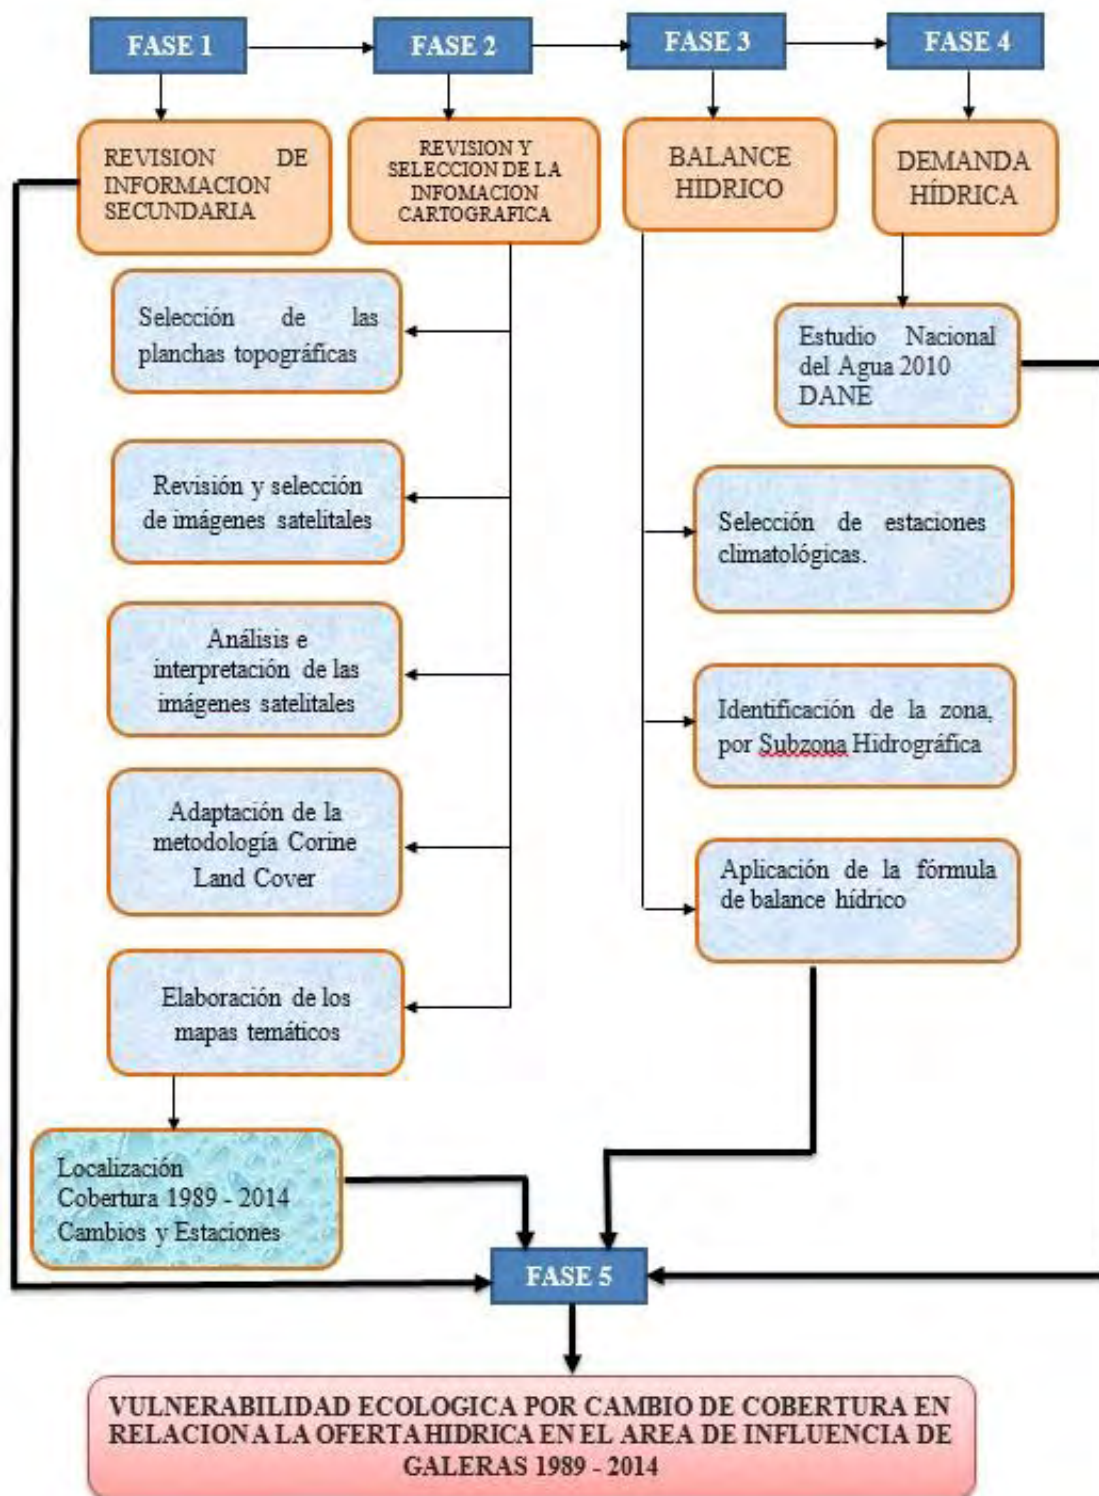 FASE 1
FASE 2
FASE 3
FASE 4
REVISION DE
INFORMACION
SECUNDARIA
REVISION Y
SELECCION DE LA
INFOMACION
CARTOGRAFICA
BALANCE
HÍDRICO
DEMANDA
HÍDRICA
Selección de las
planchas topográficas
Revisión y selección
de imágenes satelitales
Análisis e
interpretación de las
imágenes satelitales
Adaptación de la
metodología Corine
Land Cover
Elaboración de los
mapas temáticos
Localización
Cobertura 1989 - 2014
Cambios y Estaciones
Selección de estaciones
climatológicas.
Identificación de la zona,
por Subzona Hidrográfica
Aplicación de la fórmula
de balance hídrico
Estudio Nacional
del Agua 2010
DANE
FASE 5
VULNERABILIDAD ECOLOGICA POR CAMBIO DE COBERTURA EN
RELACION A LA OFERTA HIDRICA EN EL AREA DE INFLUENCIA DE
GALERAS 1989 - 2014